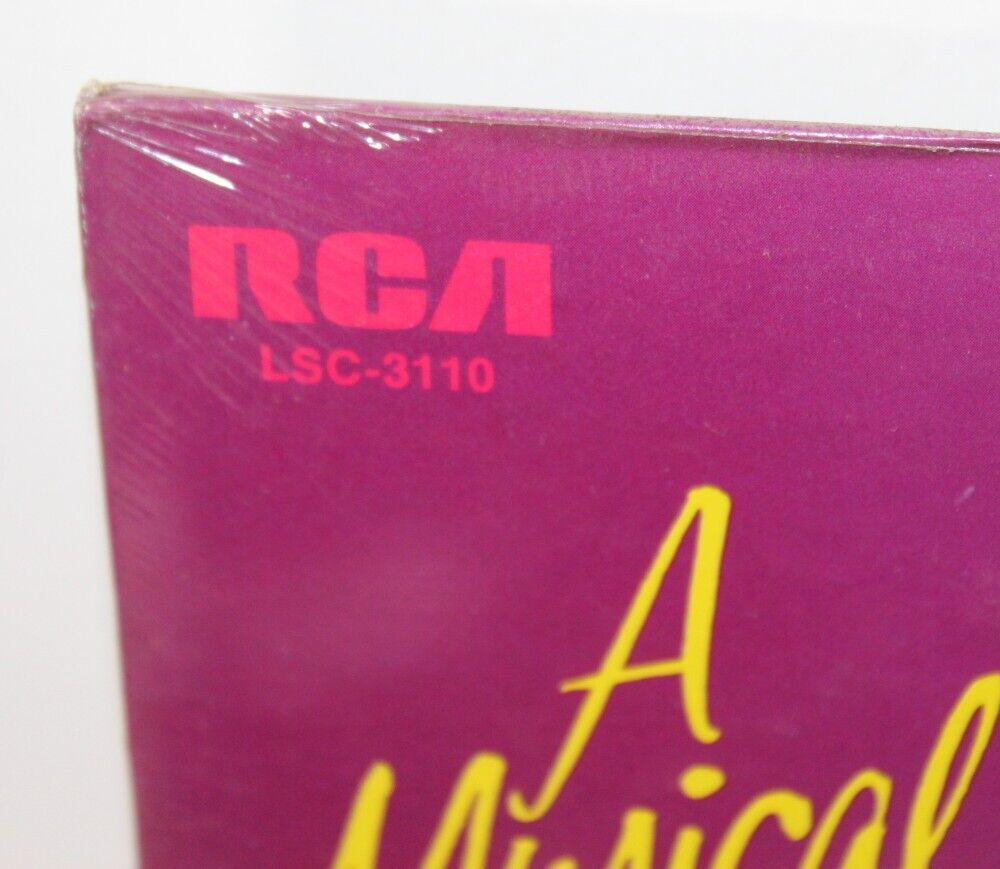 RCA
LSC-3110
A
Musical